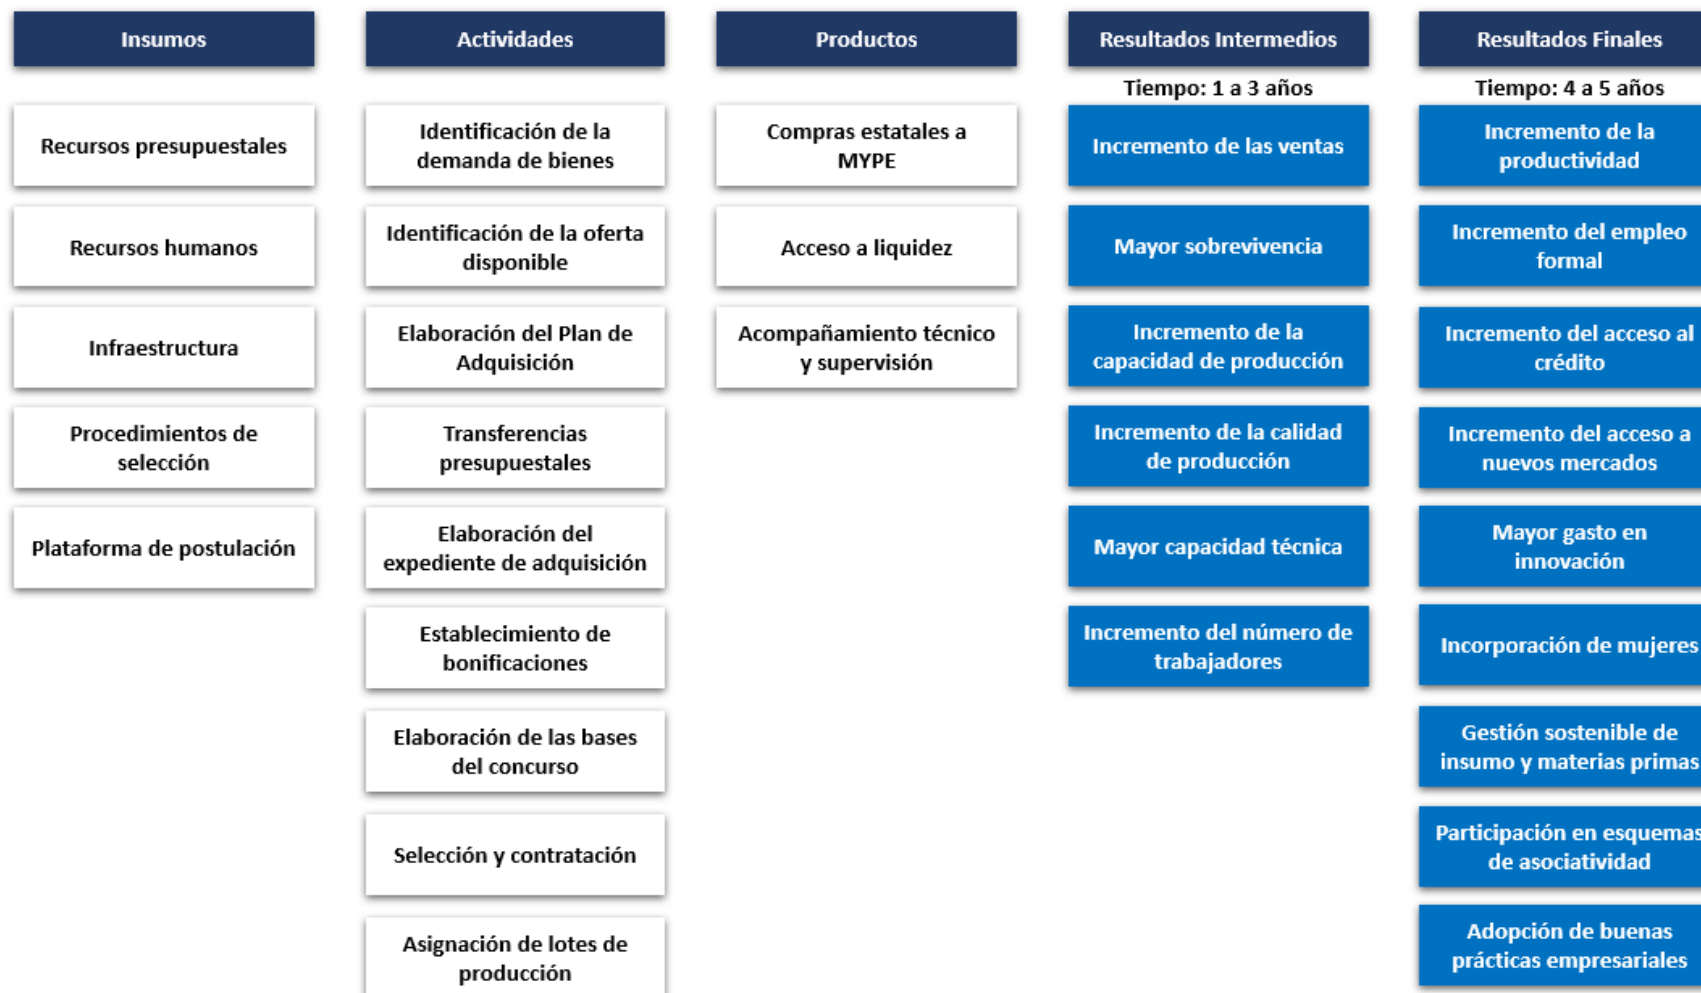 Insumos
Recursos presupuestales
Recursos humanos
Infraestructura
Procedimientos de
selección
Plataforma de postulación
Actividades
Identificación de la
demanda de bienes
Identificación de la oferta
disponible
Elaboración del Plan de
Adquisición
Transferencias
presupuestales
Elaboración del
expediente de adquisición
Establecimiento de
bonificaciones
Elaboración de las bases
del concurso
Selección y contratación
Asignación de lotes de
producción
Productos
Compras estatales a
MYPE
Acceso a liquidez
Acompañamiento técnico
y supervisión
Resultados Intermedios
Tiempo: 1 a 3 años
Incremento de las ventas
Mayor sobrevivencia
Incremento de la
capacidad de producción
Incremento de la calidad
de producción
Mayor capacidad técnica
Incremento del número de
trabajadores
Resultados Finales
Tiempo: 4 a 5 años
Incremento de la
productividad
Incremento del empleo
formal
Incremento del acceso al
crédito
Incremento del acceso a
nuevos mercados
Mayor gasto en
innovación
Incorporación de mujeres
Gestión sostenible de
insumo y materias primas
Participación en esquemas
de asociatividad
Adopción de buenas
prácticas empresariales